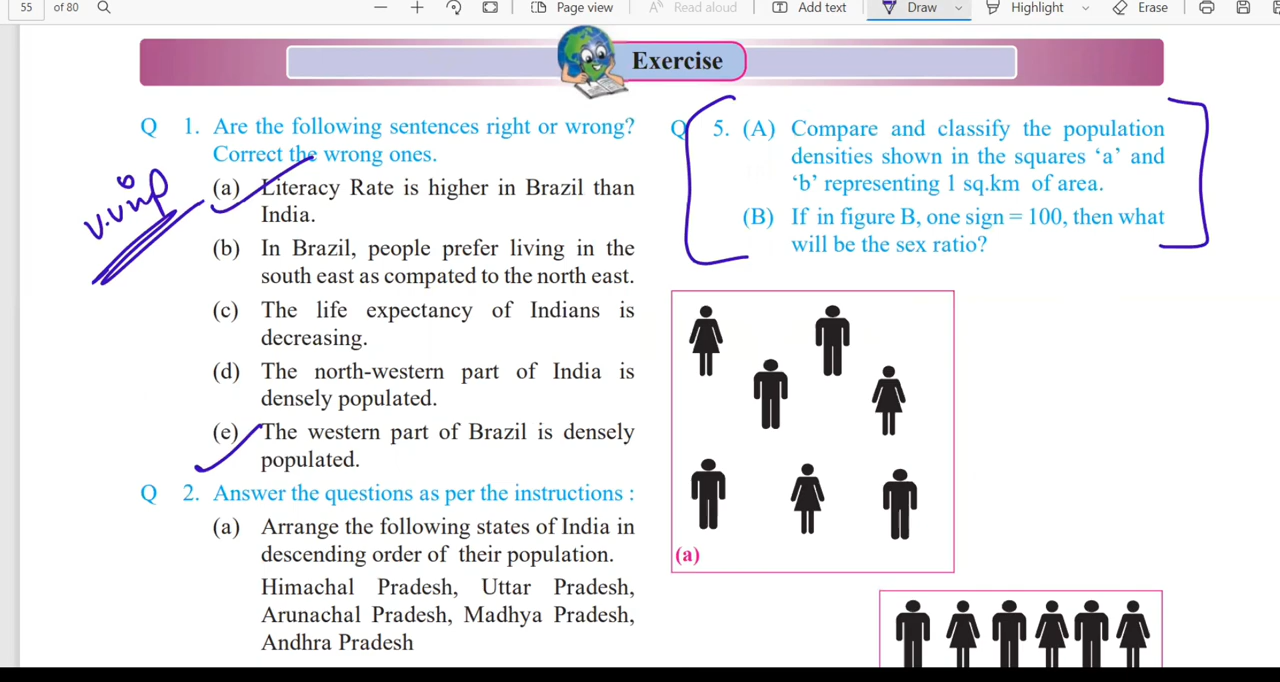 55 of 80 Page view Read aloud Add text Draw Highlight Erase
Exercise
Q 1. Are the following sentences right or wrong?
Correct the wrong ones.
(a) Literacy Rate is higher in Brazil than
India.
(b) In Brazil, people prefer living in the
south east as compated to the north east.
(c) The life expectancy of Indians is
decreasing.
(d) The north-western part of India is
densely populated.
(e) The western part of Brazil is densely
populated.
Q 2. Answer the questions as per the instructions :
(a) Arrange the following states of India in
descending order of their population.
Himachal Pradesh, Uttar Pradesh,
Arunachal Pradesh, Madhya Pradesh,
Andhra Pradesh
v.v imp
Q 5. (A) Compare and classify the population
densities shown in the squares ‘a’ and
‘b’ representing 1 sq.km of area.
(B) If in figure B, one sign = 100, then what
will be the sex ratio?
(a)